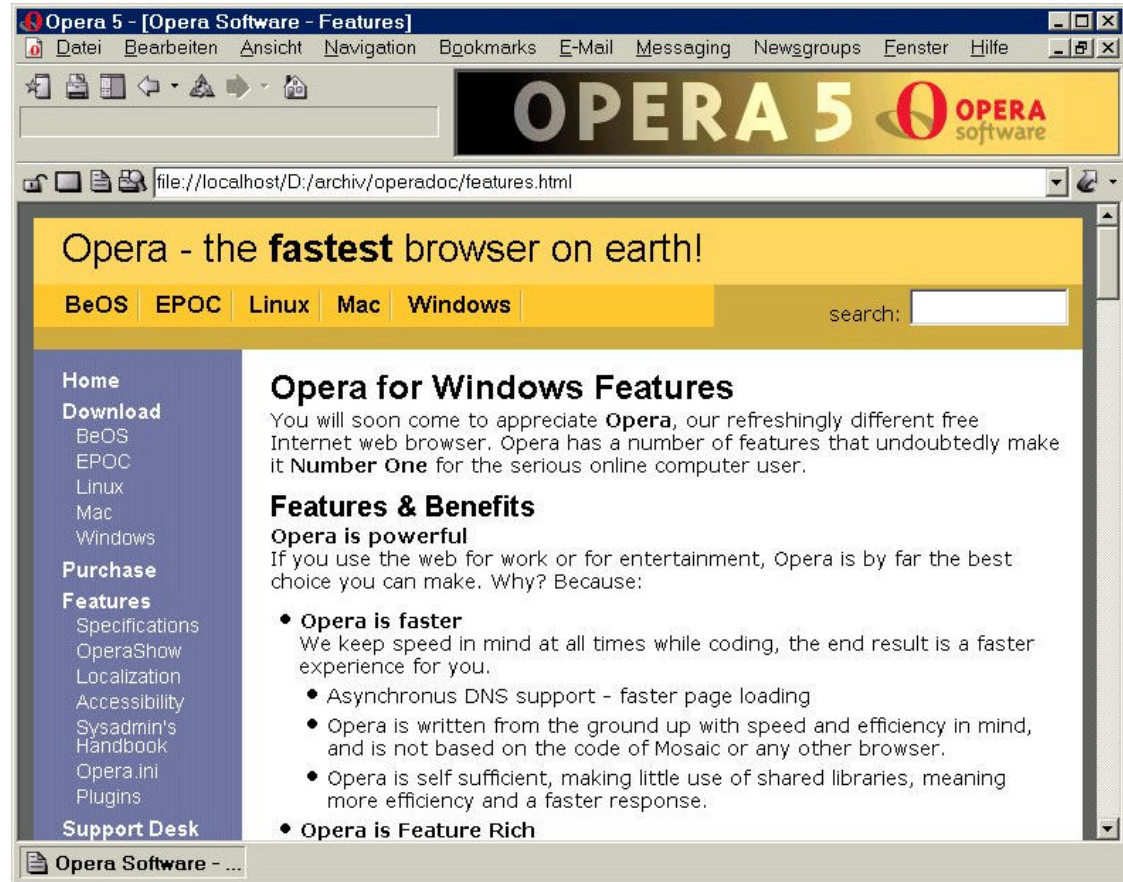 Opera 5 - [Opera Software - Features]
Datei Bearbeiten Ansicht Navigation Bookmarks E-Mail Messaging Newsgroups Fenster Hilfe
OPERA 5 OPERA
software
file://localhost/D:/archiv/operadoc/features.html
Opera - the fastest browser on earth!
BeOS EPOC Linux Mac Windows
search:
Home
Download
BeOS
EPOC
Linux
Mac
Windows
Purchase
Features
Specifications
OperaShow
Localization
Accessibility
Sysadmin's
Handbook
Opera.ini
Plugins
Support Desk
Opera for Windows Features
You will soon come to appreciate Opera, our refreshingly different free
Internet web browser. Opera has a number of features that undoubtedly make
it Number One for the serious online computer user.
Features & Benefits
Opera is powerful
If you use the web for work or for entertainment, Opera is by far the best
choice you can make. Why? Because:
• Opera is faster
We keep speed in mind at all times while coding, the end result is a faster
experience for you.
• Asynchronus DNS support - faster page loading
• Opera is written from the ground up with speed and efficiency in mind,
and is not based on the code of Mosaic or any other browser.
• Opera is self sufficient, making little use of shared libraries, meaning
more efficiency and a faster response.
• Opera is Feature Rich
Opera Software - ...